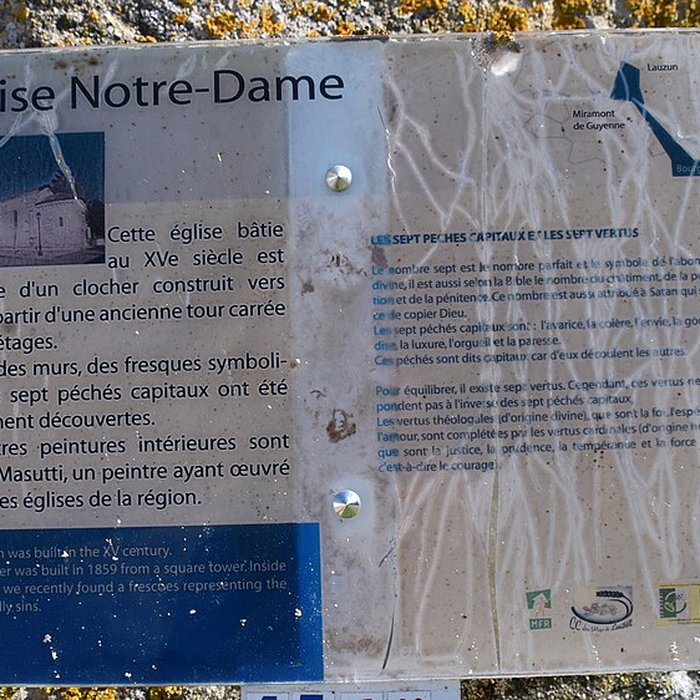 ise Notre-Dame
Cette église bâtie
au XVe siècle est
e d'un clocher construit vers
partir d'une ancienne tour carrée
étages.
des murs, des fresques symboli-
sept péchés capitaux ont été
ment découvertes.
res peintures intérieures sont
Masutti, un peintre ayant œuvré
es églises de la région.
n was built in the XV century.
er was built in 1859 from a square tower. Inside
we recently found a frescoes representing the
lly sins.
Lauzun
Miramont
de Guyenne
Bour
LES SEPT PECHES CAPITAUX ET LES SEPT VERTUS
Le nombre sept est le nombre parfait et le symbole de l'abon
divine, il est aussi selon la Bible le nombre du châtiment, de la p
tion et de la pénitence. Ce nombre est aussi attribué à Satan qui
ce de copier Dieu.
Les sept péchés capitaux sont : l'avarice, la colère, l'envie, la gou
dise, la luxure, l'orgueil et la paresse.
Ces péchés sont dits capitaux car d'eux découlent les autres.
Pour équilibrer, il existe sept vertus. Cependant, ces vertus ne
pondent pas à l'inverse des sept péchés capitaux.
Les vertus théologales (d'origine divine), que sont la foi, l'espé
l'amour, sont complétées par les vertus cardinales (d'origine
que sont la justice, la prudence, la tempérance et la force
c'est-à-dire le courage).
MFR